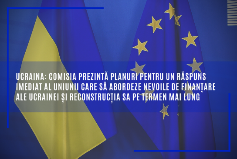 UCRAINA: COMISIA PREZINTĂ PLANURI PENTRU UN RĂSPUNS
IMEDIAT AL UNIUNII CARE SĂ ABORDEZE NEVOILE DE FINANȚARE
ALE UCRAINEI ȘI RECONSTRUCȚIA SA PE TERMEN MAI LUNG